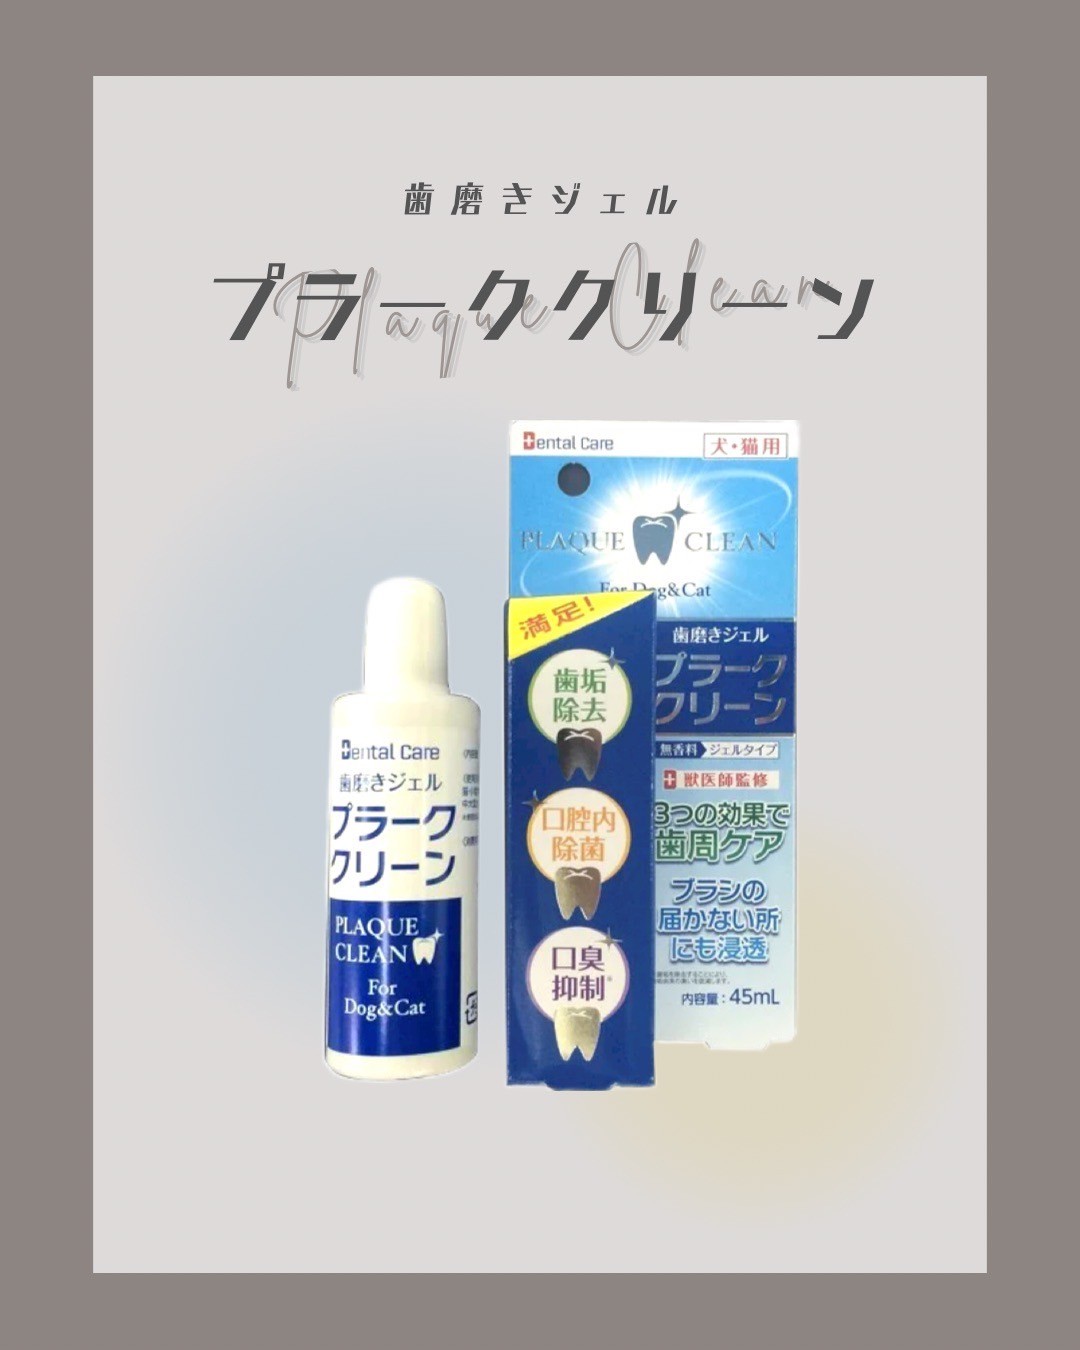 歯磨きジェル
プラーククリーン
Plaque Clean
Dental Care
犬・猫用
PLAQUE CLEAN
For Dog&Cat
歯磨きジェル
プラーク
クリーン
無香料 ジェルタイプ
獣医師監修
3つの効果で
歯周ケア
ブラシの
届かない所
にも浸透
内容量：45mL
満足！
歯垢
除去
口腔内
除菌
口臭
抑制※
Dental Care
歯磨きジェル
プラーク
クリーン
PLAQUE
CLEAN
For
Dog&Cat